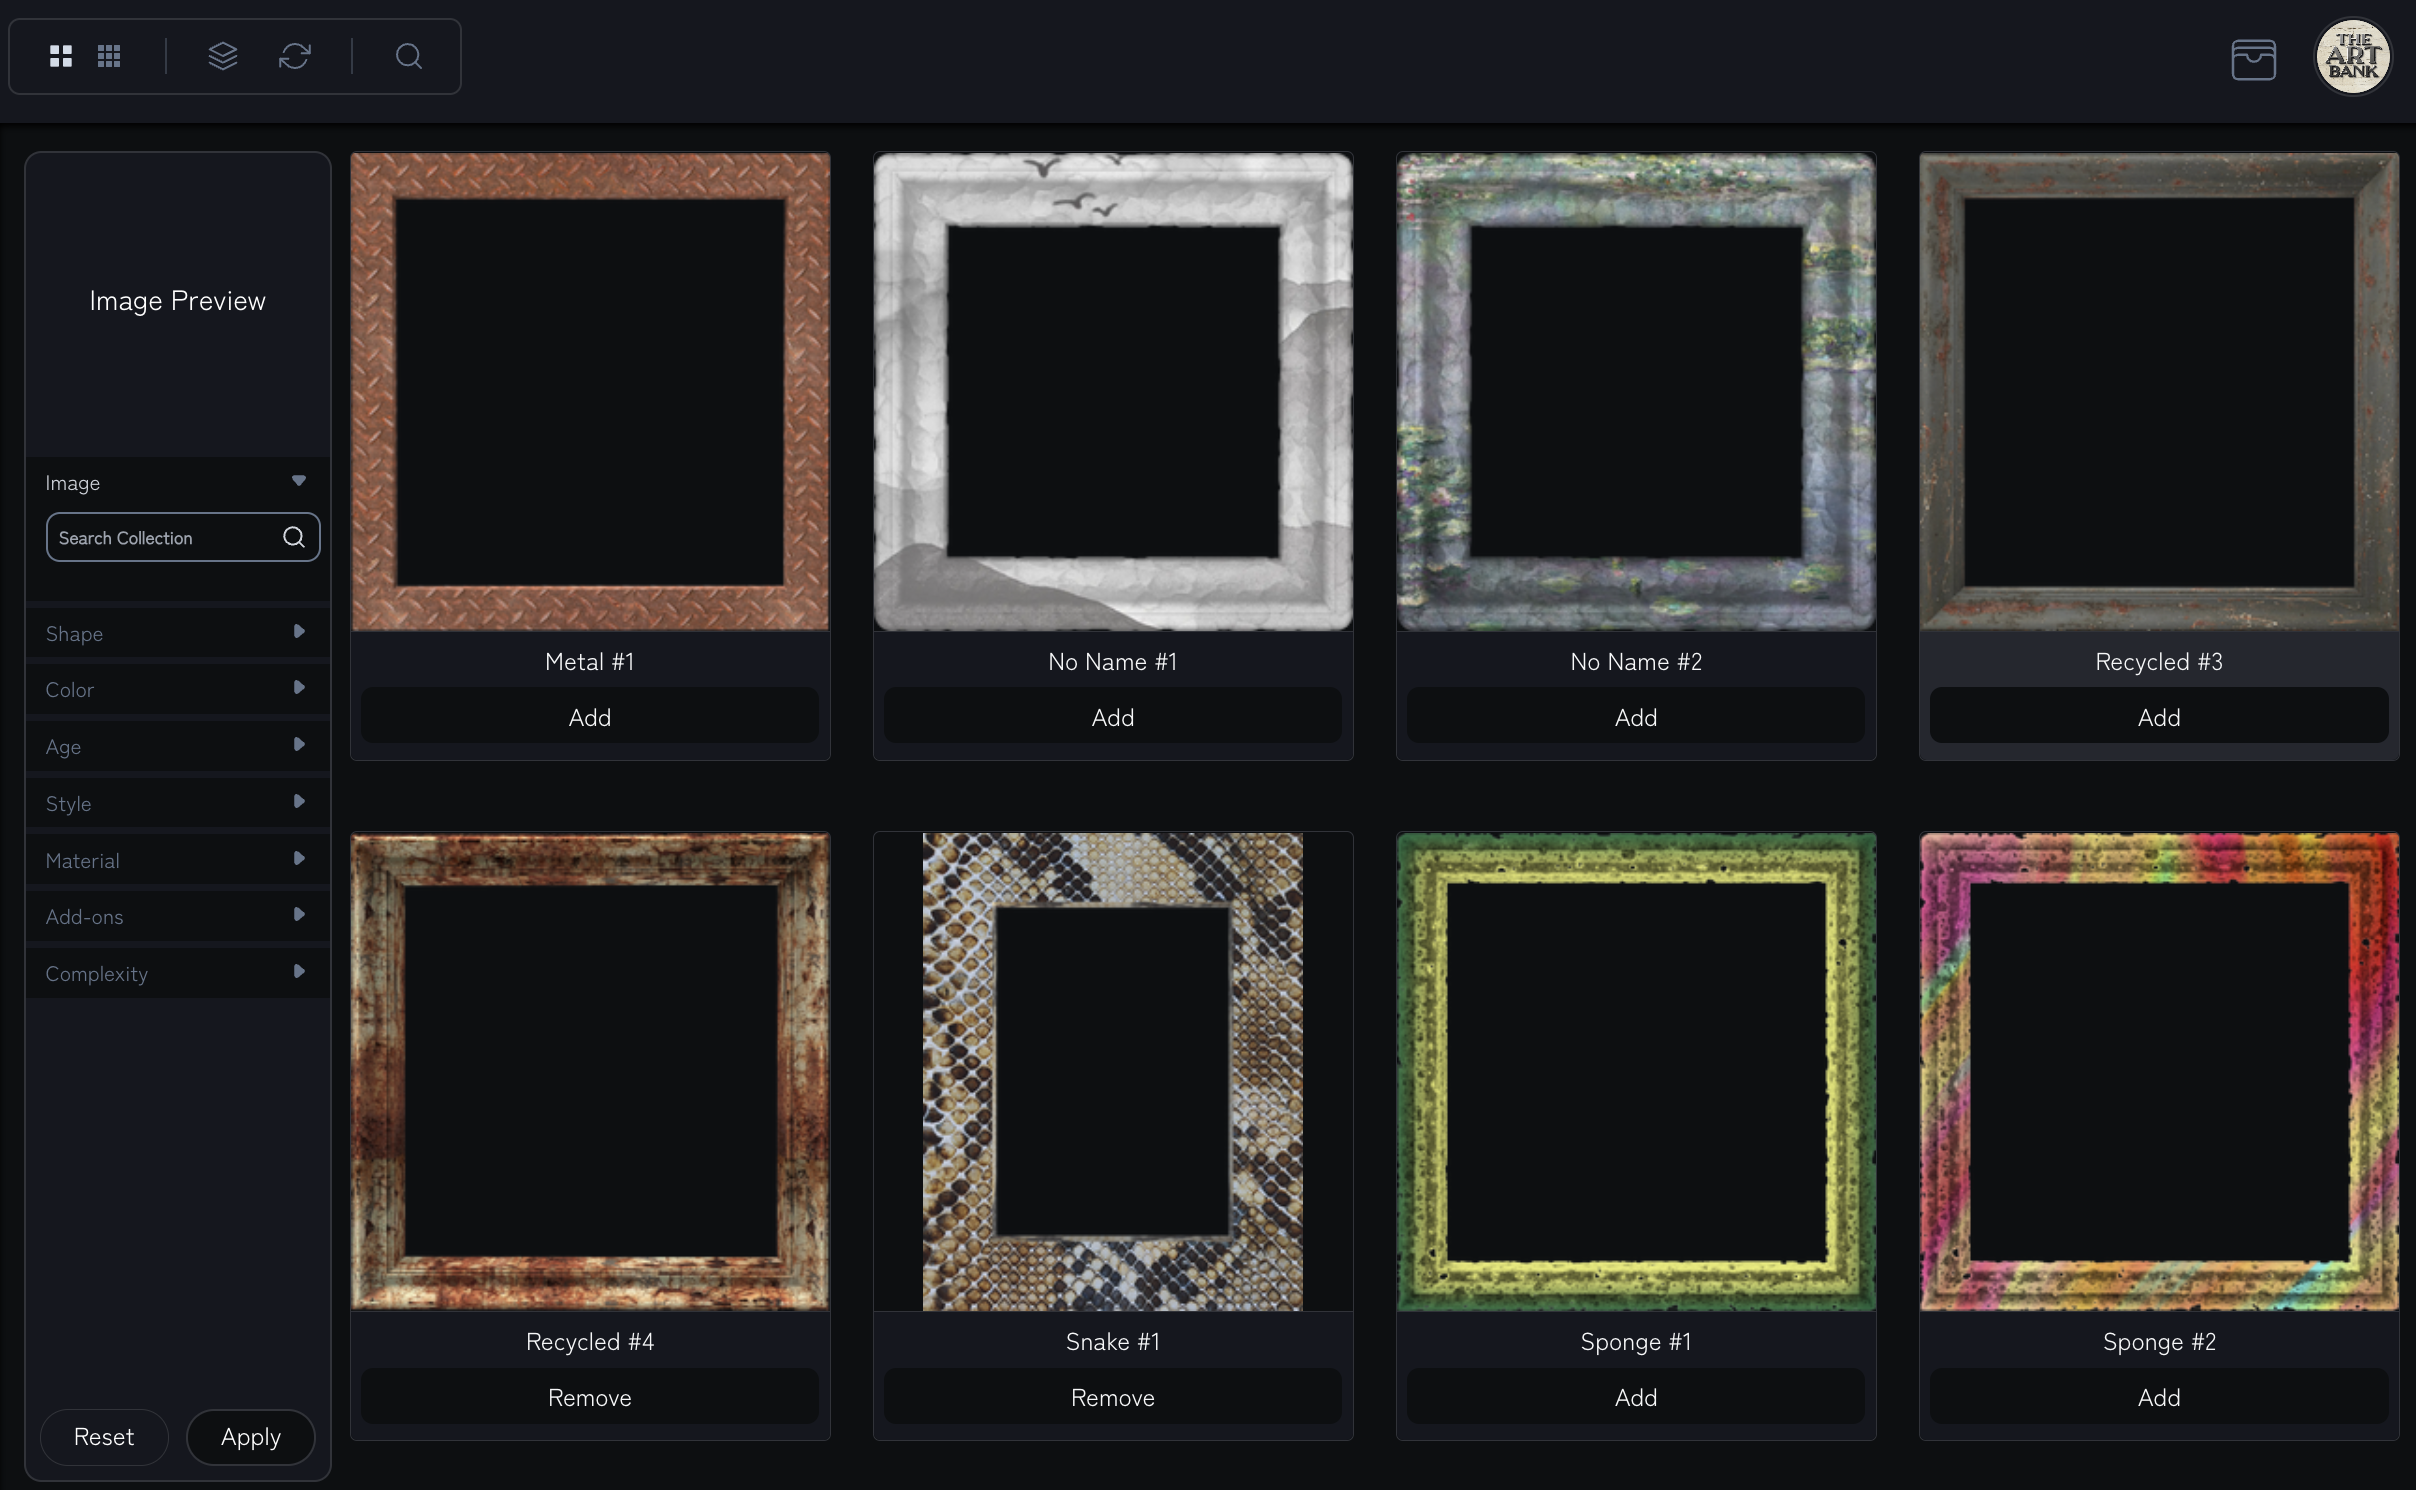 THE
ART
BANK
Image Preview
Image
Search Collection
Shape
Color
Age
Style
Material
Add-ons
Complexity
Reset
Apply
Metal #1
Add
No Name #1
Add
No Name #2
Add
Recycled #3
Add
Recycled #4
Remove
Snake #1
Remove
Sponge #1
Add
Sponge #2
Add